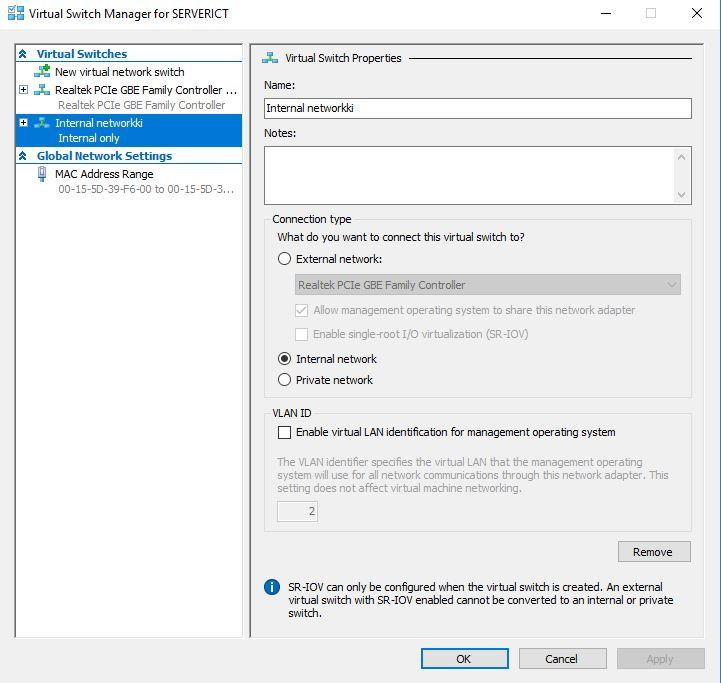 Virtual Switch Manager for SERVERICT
Virtual Switches
New virtual network switch
Realtek PCIe GBE Family Controller ...
Realtek PCIe GBE Family Controller
Internal networkki
Internal only
Global Network Settings
MAC Address Range
00-15-5D-39-F6-00 to 00-15-5D-3...
Virtual Switch Properties
Name:
Internal networkki
Notes:
Connection type
What do you want to connect this virtual switch to?
External network:
Realtek PCIe GBE Family Controller
Allow management operating system to share this network adapter
Enable single-root I/O virtualization (SR-IOV)
Internal network
Private network
VLAN ID
Enable virtual LAN identification for management operating system
The VLAN identifier specifies the virtual LAN that the management operating
system will use for all network communications through this network adapter. This
setting does not affect virtual machine networking.
2
Remove
SR-IOV can only be configured when the virtual switch is created. An external
virtual switch with SR-IOV enabled cannot be converted to an internal or private
switch.
OK
Cancel
Apply